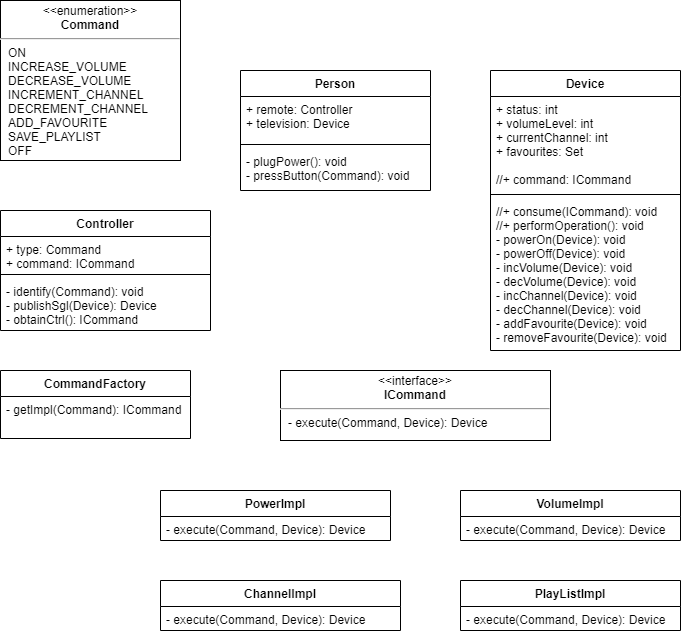 <<enumeration>>
Command
ON
INCREASE_VOLUME
DECREASE_VOLUME
INCREMENT_CHANNEL
DECREMENT_CHANNEL
ADD_FAVOURITE
SAVE_PLAYLIST
OFF
Person
+ remote: Controller
+ television: Device
- plugPower(): void
- pressButton(Command): void
Device
+ status: int
+ volumeLevel: int
+ currentChannel: int
+ favourites: Set
//+ command: ICommand
//+ consume(ICommand): void
//+ performOperation(): void
- powerOn(Device): void
- powerOff(Device): void
- incVolume(Device): void
- decVolume(Device): void
- incChannel(Device): void
- decChannel(Device): void
- addFavourite(Device): void
- removeFavourite(Device): void
Controller
+ type: Command
+ command: ICommand
- identify(Command): void
- publishSgl(Device): Device
- obtainCtrl(): ICommand
CommandFactory
- getImpl(Command): ICommand
<<interface>>
ICommand
- execute(Command, Device): Device
PowerImpl
- execute(Command, Device): Device
VolumeImpl
- execute(Command, Device): Device
ChannelImpl
- execute(Command, Device): Device
PlayListImpl
- execute(Command, Device): Device